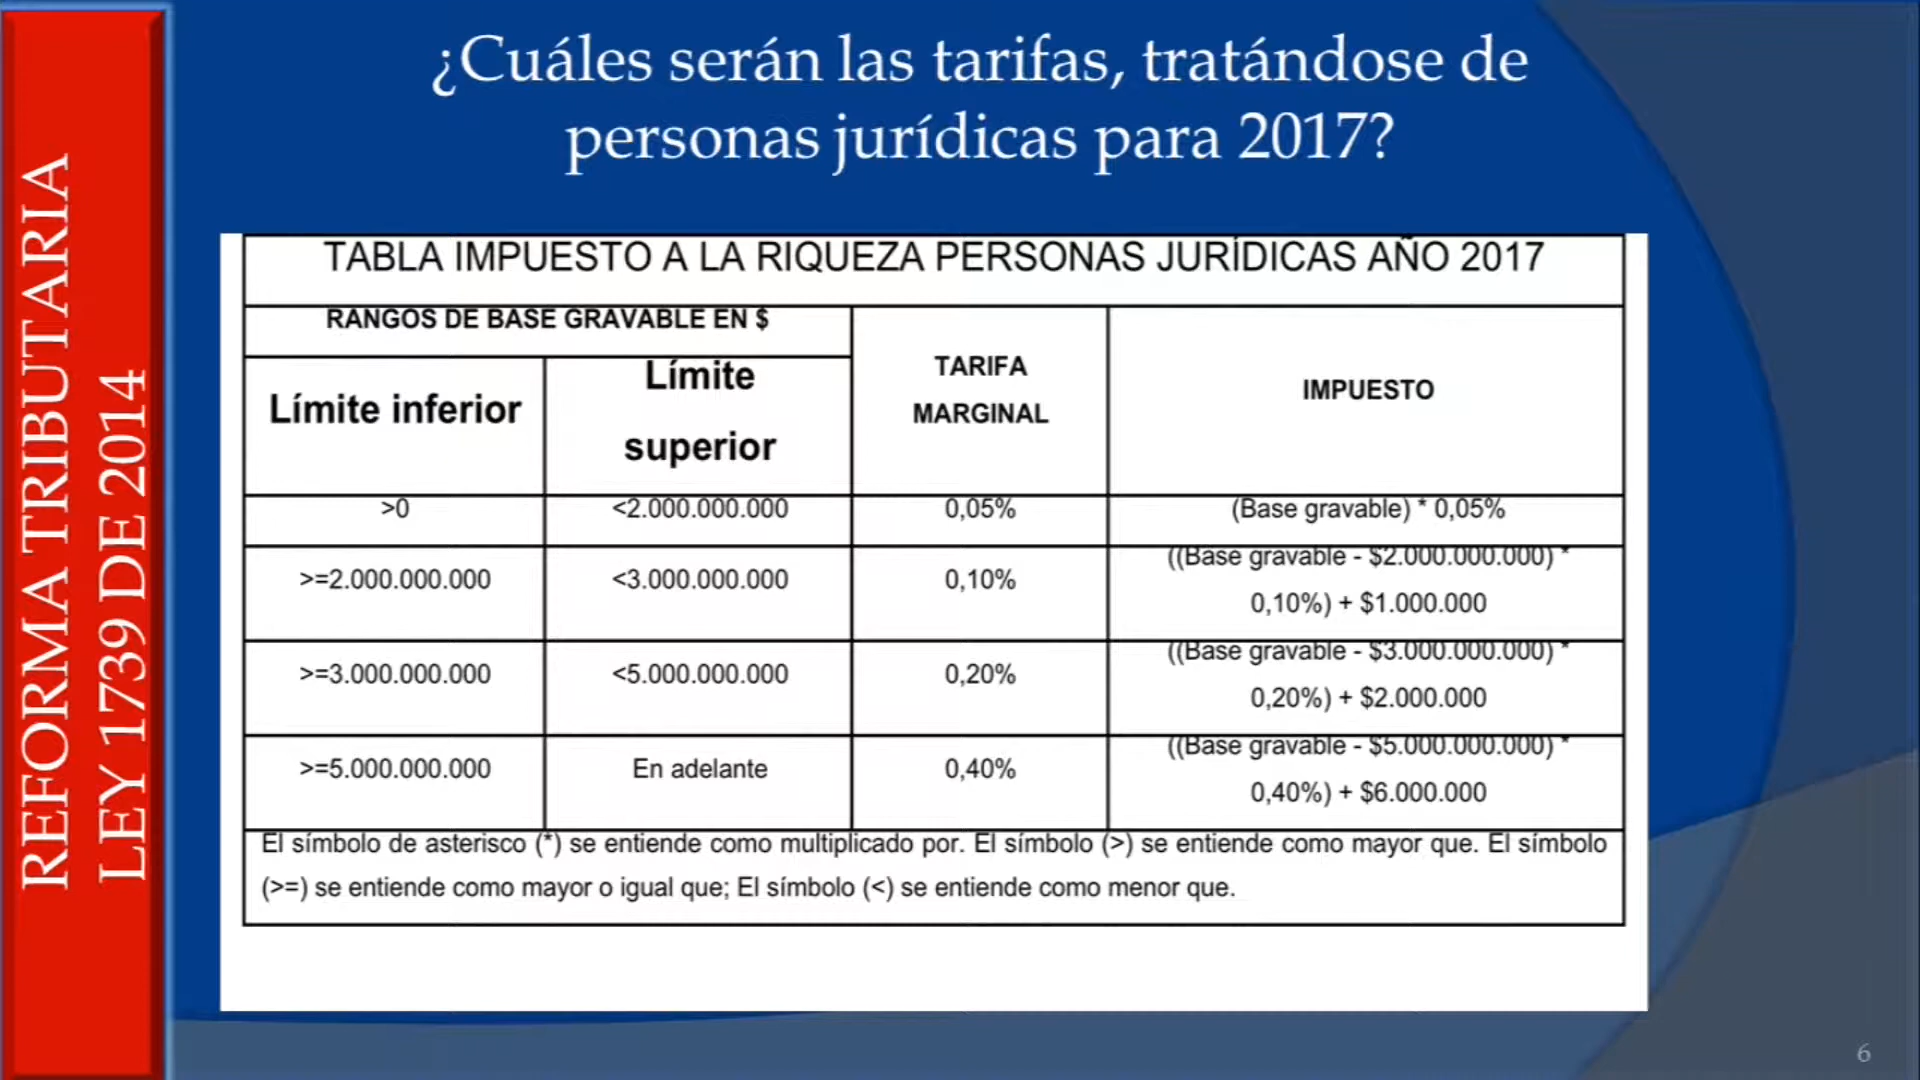 REFORMA TRIBUTARIA
LEY 1739 DE 2014
¿Cuáles serán las tarifas, tratándose de
personas jurídicas para 2017?
TABLA IMPUESTO A LA RIQUEZA PERSONAS JURÍDICAS AÑO 2017
RANGOS DE BASE GRAVABLE EN $
TARIFA
MARGINAL
IMPUESTO
Límite inferior
Límite
superior
>0
<2.000.000.000
0,05%
(Base gravable) * 0,05%
>=2.000.000.000
<3.000.000.000
0,10%
((Base gravable - $2.000.000.000) *
0,10%) + $1.000.000
>=3.000.000.000
<5.000.000.000
0,20%
((Base gravable - $3.000.000.000) *
0,20%) + $2.000.000
>=5.000.000.000
En adelante
0,40%
((Base gravable - $5.000.000.000) *
0,40%) + $6.000.000
El símbolo de asterisco (*) se entiende como multiplicado por. El símbolo (>) se entiende como mayor que. El símbolo
(>=) se entiende como mayor o igual que; El símbolo (<) se entiende como menor que.
6